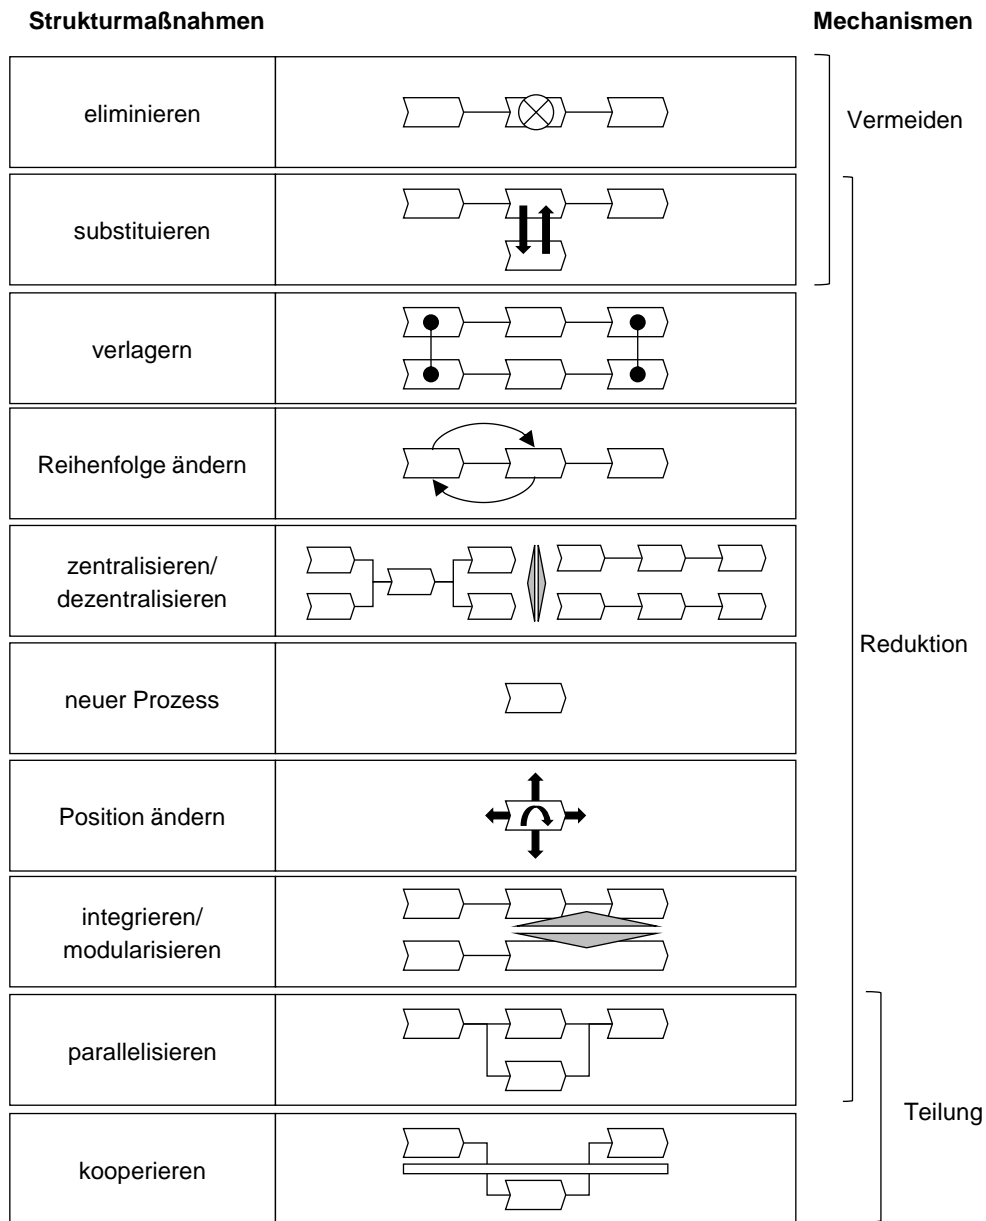 Strukturmaßnahmen
Mechanismen
eliminieren
Vermeiden
substituieren
verlagern
Reihenfolge ändern
zentralisieren/
dezentralisieren
Reduktion
neuer Prozess
Position ändern
integrieren/
modularisieren
parallelisieren
Teilung
kooperieren